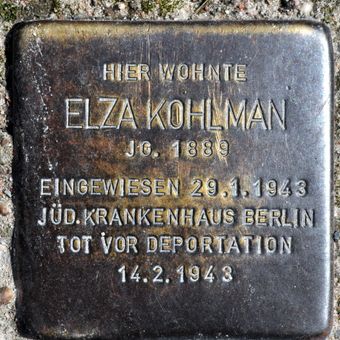 HIER WOHNTE
ELZA KOHLMAN
JG. 1889
EINGEWIESEN 29.1.1943
JÜD. KRANKENHAUS BERLIN
TOT VOR DEPORTATION
14.2.1943